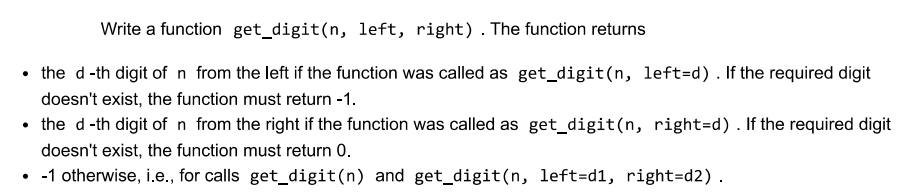 Write a function get_digit(n, left, right) . The function returns
• the d -th digit of n from the left if the function was called as get_digit(n, left=d) . If the required digit
doesn't exist, the function must return -1.
• the d -th digit of n from the right if the function was called as get_digit(n, right=d) . If the required digit
doesn't exist, the function must return 0.
• -1 otherwise, i.e., for calls get_digit(n) and get_digit(n, left=d1, right=d2) .